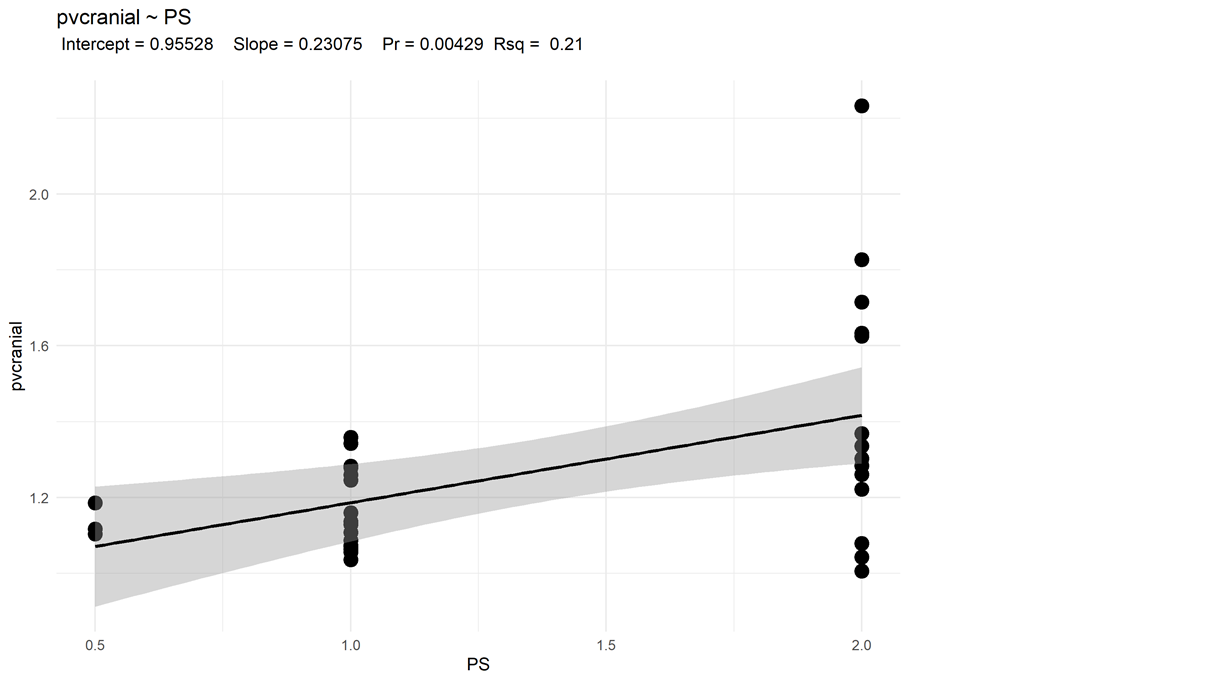 pvcranial ~ PS
Intercept = 0.95528 Slope = 0.23075 Pr = 0.00429 Rsq = 0.21
2.0
1.6
1.2
pvcranial
0.5 1.0 1.5 2.0
PS